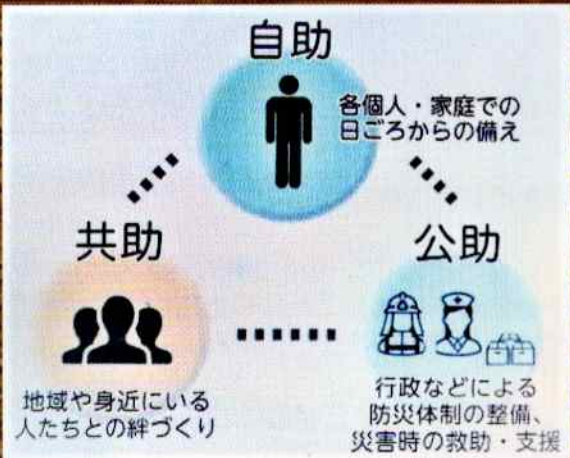 自助
各個人・家庭での
日ごろからの備え
共助
地域や身近にいる
人たちとの絆づくり
公助
行政などによる
防災体制の整備、
災害時の救助・支援